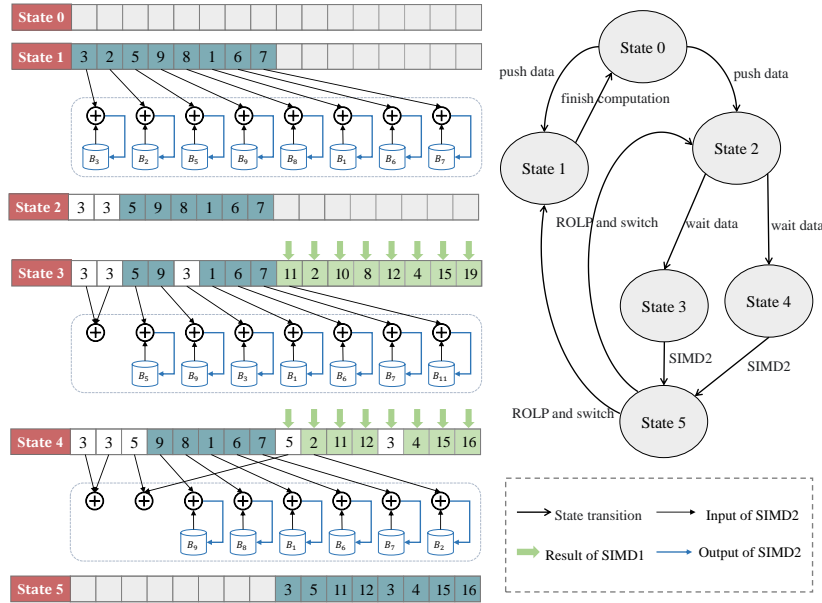 State 0
State 1 3 2 5 9 8 1 6 7
B3 B2 B5 B9 B8 B1 B6 B7
State 2 3 3 5 9 8 1 6 7
State 3 3 3 5 9 3 1 6 7 11 2 10 8 12 4 15 19
B5 B9 B3 B1 B6 B7 B11
State 4 3 3 5 9 8 1 6 7 5 2 11 12 3 4 15 16
B9 B8 B1 B6 B7 B2
State 5 3 5 11 12 3 4 15 16
State 0
push data
push data
finish computation
State 2
State 1
ROLP and switch
wait data
wait data
State 3
State 4
SIMD2
SIMD2
ROLP and switch
State 5
State transition
Input of SIMD2
Result of SIMD1
Output of SIMD2